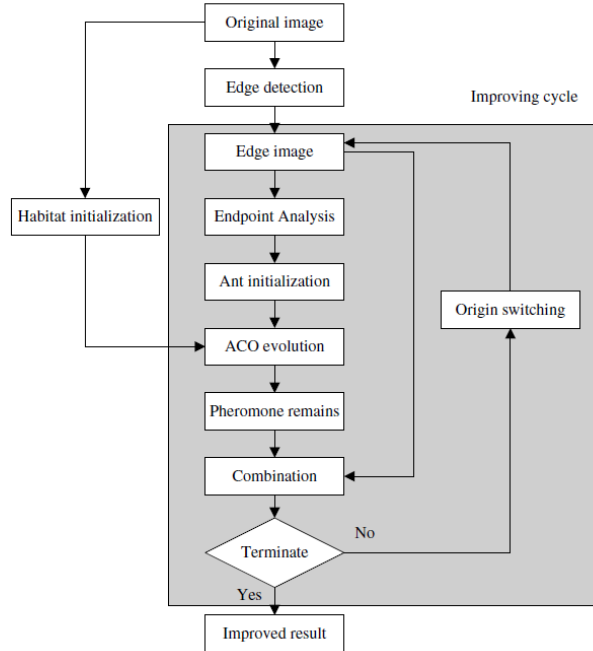 Original image
Edge detection
Improving cycle
Edge image
Habitat initialization
Endpoint Analysis
Ant initialization
Origin switching
ACO evolution
Pheromone remains
Combination
No
Terminate
Yes
Improved result